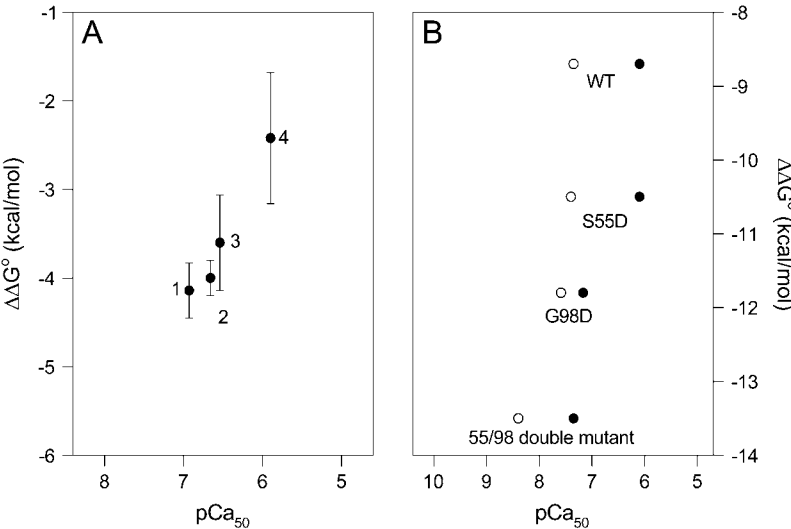 A
-1
-2
-3
-4
-5
-6
ΔΔG° (kcal/mol)
1
2
3
4
8 7 6 5
pCa50
B
WT
S55D
G98D
55/98 double mutant
-8
-9
-10
-11
-12
-13
-14
ΔΔG° (kcal/mol)
10 9 8 7 6 5
pCa50